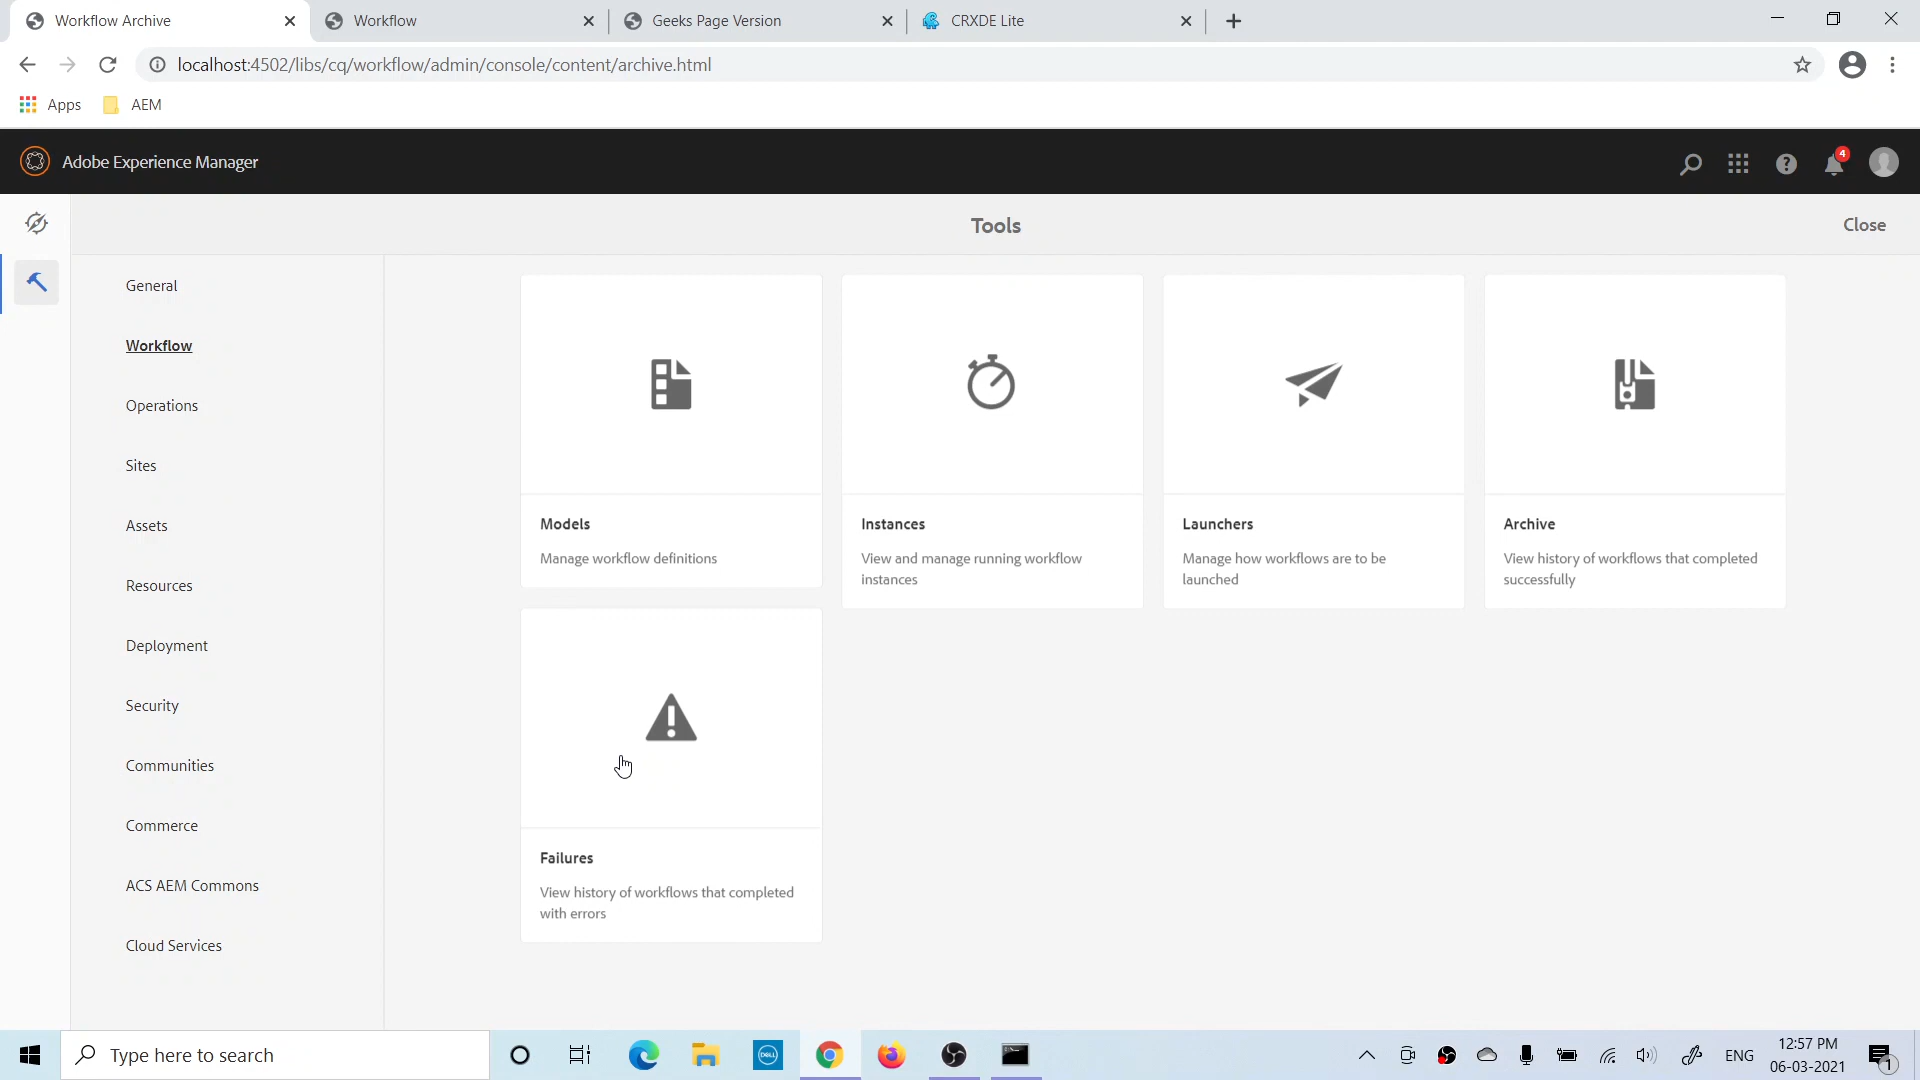 Workflow Archive
Workflow
Geeks Page Version
CRXDE Lite
localhost:4502/libs/cq/workflow/admin/console/content/archive.html
Apps
AEM
Adobe Experience Manager
4
Tools
Close
General
Workflow
Operations
Sites
Assets
Resources
Deployment
Security
Communities
Commerce
ACS AEM Commons
Cloud Services
Models
Manage workflow definitions
Instances
View and manage running workflow
instances
Launchers
Manage how workflows are to be
launched
Archive
View history of workflows that completed
successfully
Failures
View history of workflows that completed
with errors
Type here to search
DELL
ENG
12:57 PM
06-03-2021
1